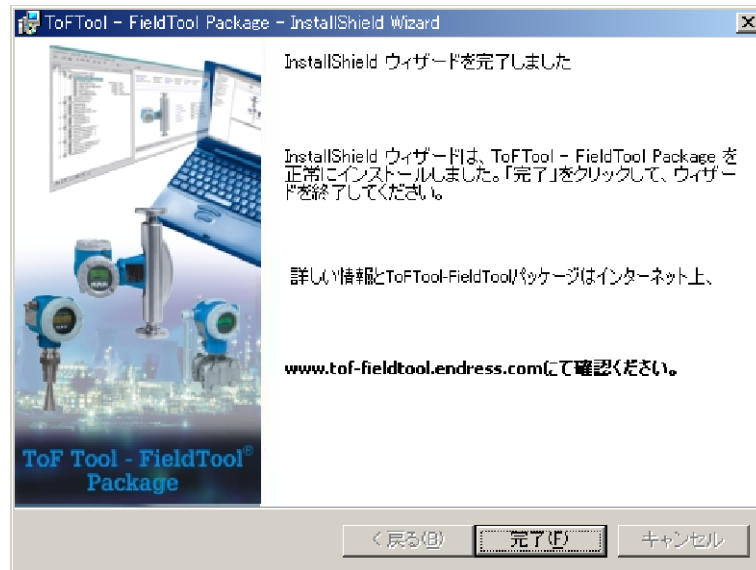 ToFTool - FieldTool Package - InstallShield Wizard
InstallShield ウィザードを完了しました
InstallShield ウィザードは、ToFTool - FieldTool Package を
正常にインストールしました。「完了」をクリックして、ウィザー
ドを終了してください。
詳しい情報とToFTool-FieldToolパッケージはインターネット上、
www.tof-fieldtool.endress.comにて確認ください。
ToF Tool - FieldTool®
Package
< 戻る(B)
完了(F)
キャンセル